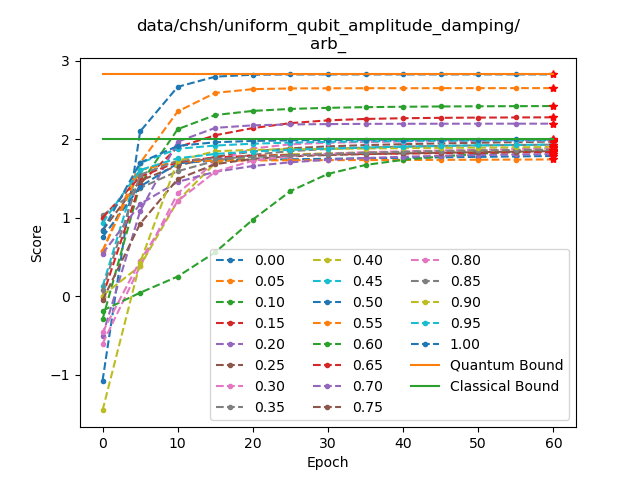 data/chsh/uniform_qubit_amplitude_damping/
arb_
Score
3
2
1
0
−1
0.00 0.40 0.80
0.05 0.45 0.85
0.10 0.50 0.90
0.15 0.55 0.95
0.20 0.60 1.00
0.25 0.65 Quantum Bound
0.30 0.70 Classical Bound
0.35 0.75
0 10 20 30 40 50 60
Epoch